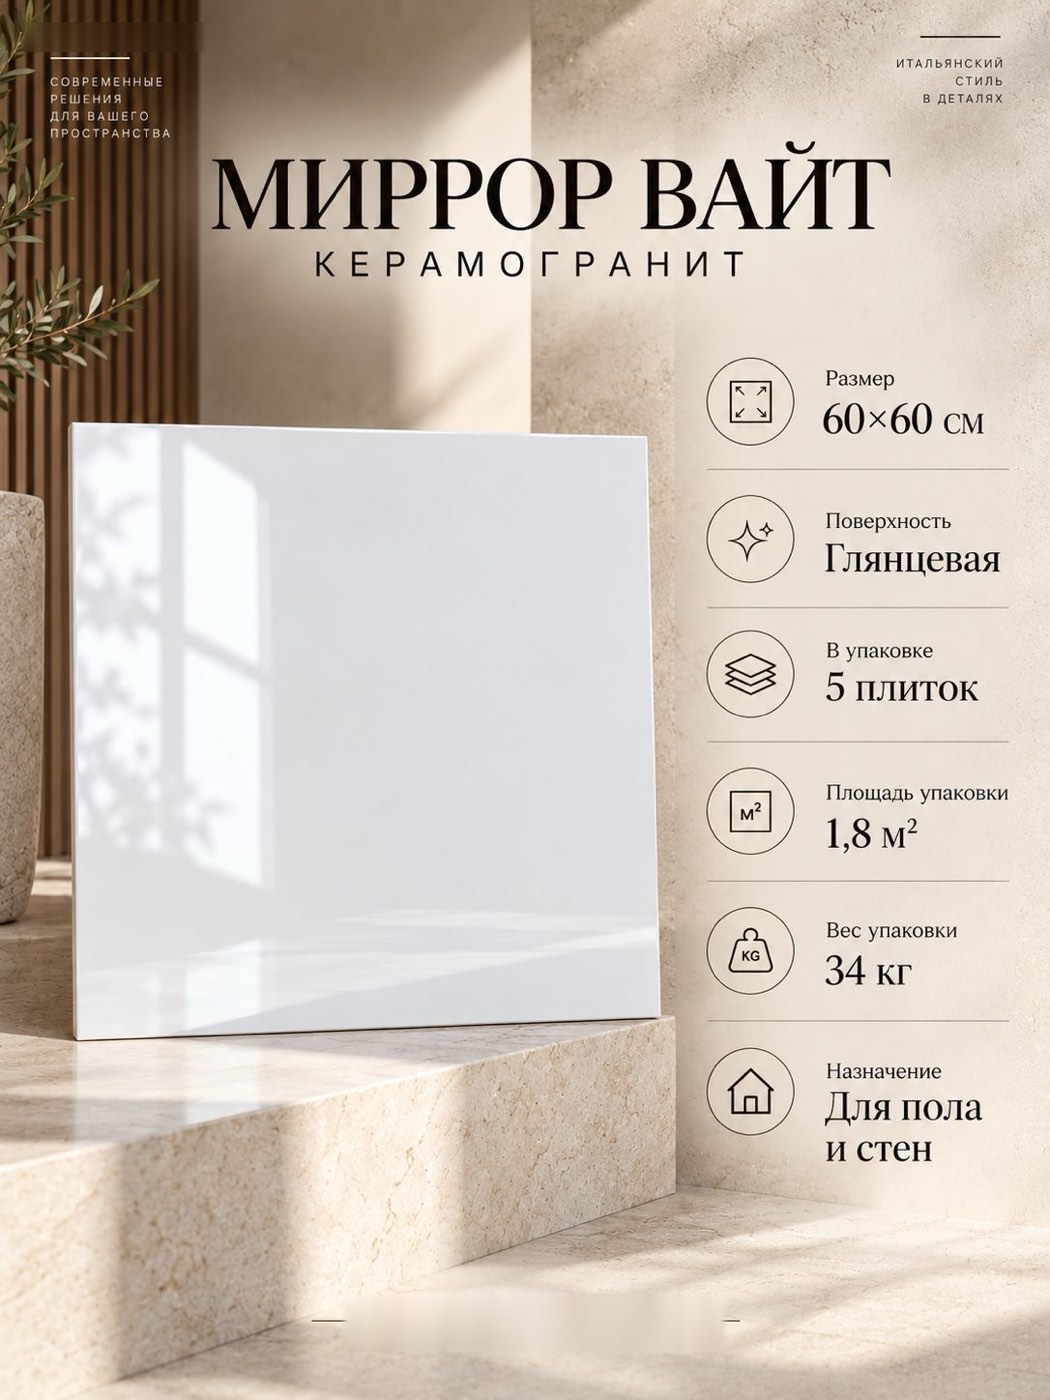 СОВРЕМЕННЫЕ
РЕШЕНИЯ
ДЛЯ ВАШЕГО
ПРОСТРАНСТВА
ИТАЛЬЯНСКИЙ
СТИЛЬ
В ДЕТАЛЯХ
МИРРОР ВАЙТ
КЕРАМОГРАНИТ
Размер
60×60 см
Поверхность
Глянцевая
В упаковке
5 плиток
Площадь упаковки
м²
1,8 м²
Вес упаковки
KG
34 кг
Назначение
Для пола
и стен